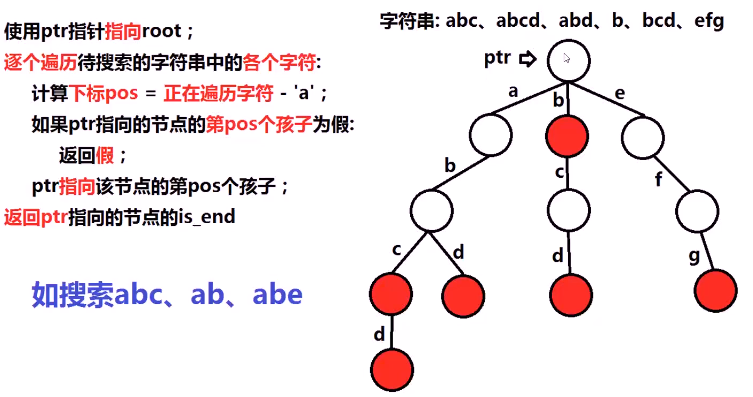 使用ptr指针指向root；
逐个遍历待搜索的字符串中的各个字符:
计算下标pos = 正在遍历字符 - 'a'；
如果ptr指向的节点的第pos个孩子为假:
返回假；
ptr指向该节点的第pos个孩子；
返回ptr指向的节点的is_end
如搜索abc、ab、abe
字符串: abc、abcd、abd、b、bcd、efg
ptr
a
b
e
b
c
f
c
d
d
g
d